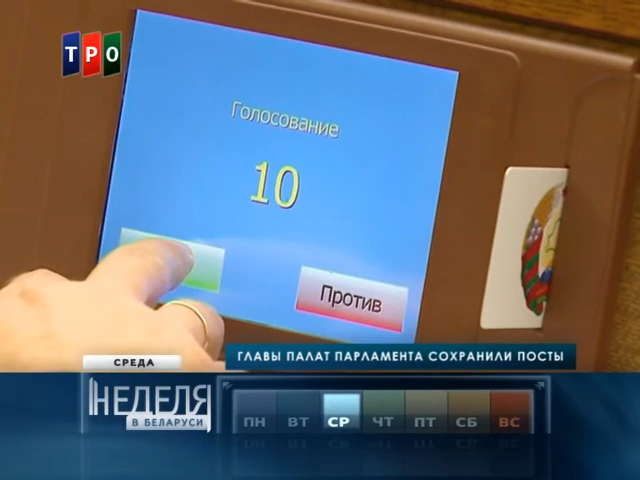 ТРО
Голосование
10
Против
СРЕДА
ГЛАВЫ ПАЛАТ ПАРЛАМЕНТА СОХРАНИЛИ ПОСТЫ
НЕДЕЛЯ
В БЕЛАРУСИ
ПН ВТ СР ЧТ ПТ СБ ВС